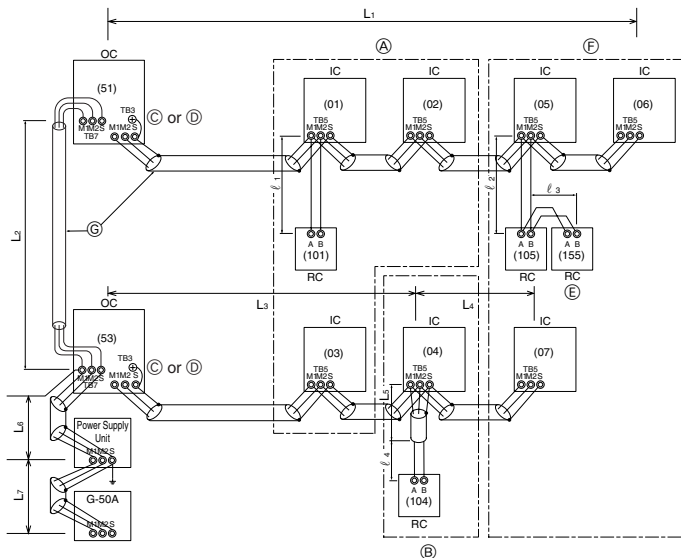 L1
OC
Ⓐ
Ⓕ
IC
IC
IC
IC
(51)
TB3
Ⓒ or Ⓓ
(01)
(02)
(05)
(06)
M1M2S
TB7
M1M2S
TB5
M1M2S
TB5
M1M2S
TB5
M1M2S
TB5
M1M2S
L2
Ⓖ
ℓ1
ℓ2
ℓ3
A B
(101)
RC
A B
(105)
RC
A B
(155)
RC
Ⓔ
L3
L4
OC
IC
IC
IC
(53)
TB3
Ⓒ or Ⓓ
(03)
(04)
(07)
M1M2S
TB7
M1M2S
TB5
M1M2S
TB5
M1M2S
TB5
M1M2S
L5
L6
Power Supply
Unit
M1M2S
ℓ4
L7
G-50A
M1M2S
A B
(104)
RC
Ⓑ